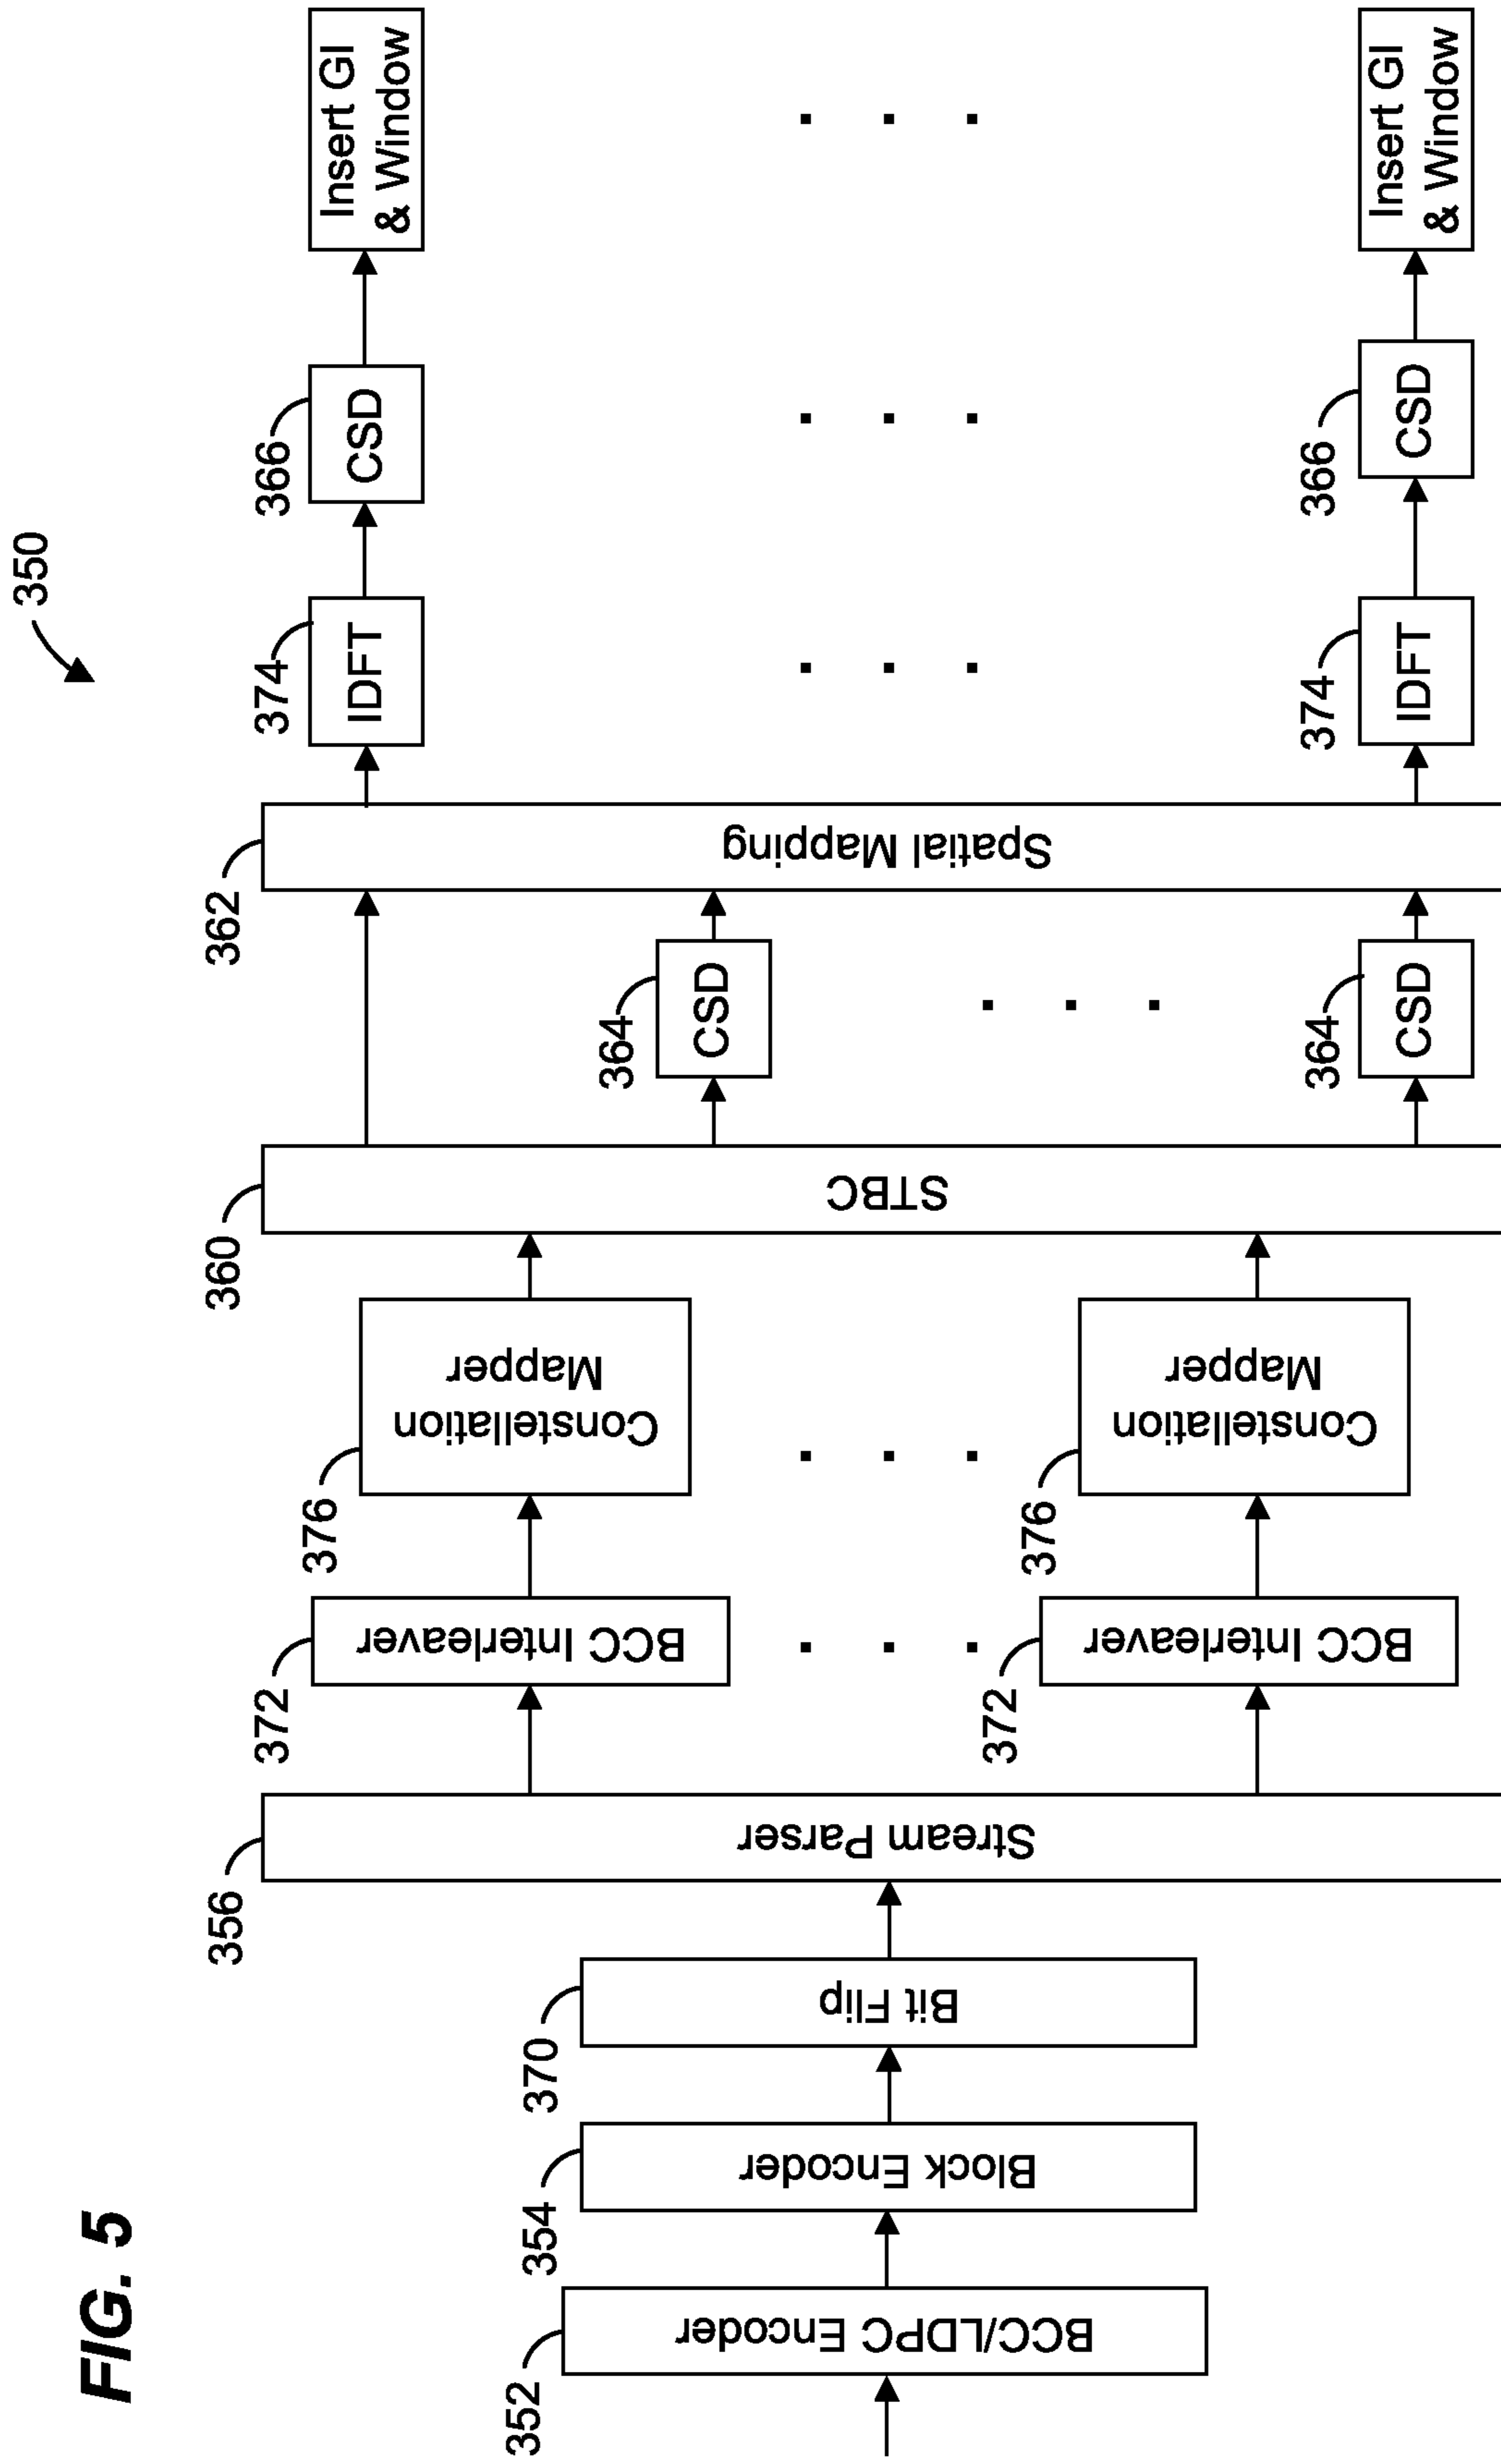 FIG. 5
350
352
BCC/LDPC Encoder
354
Block Encoder
370
Bit Flip
356
Stream Parser
372
BCC Interleaver
376
Constellation
Mapper
372
BCC Interleaver
376
Constellation
Mapper
360
STBC
364
CSD
364
CSD
362
Spatial Mapping
374
IDFT
366
CSD
Insert GI
& Window
374
IDFT
366
CSD
Insert GI
& Window